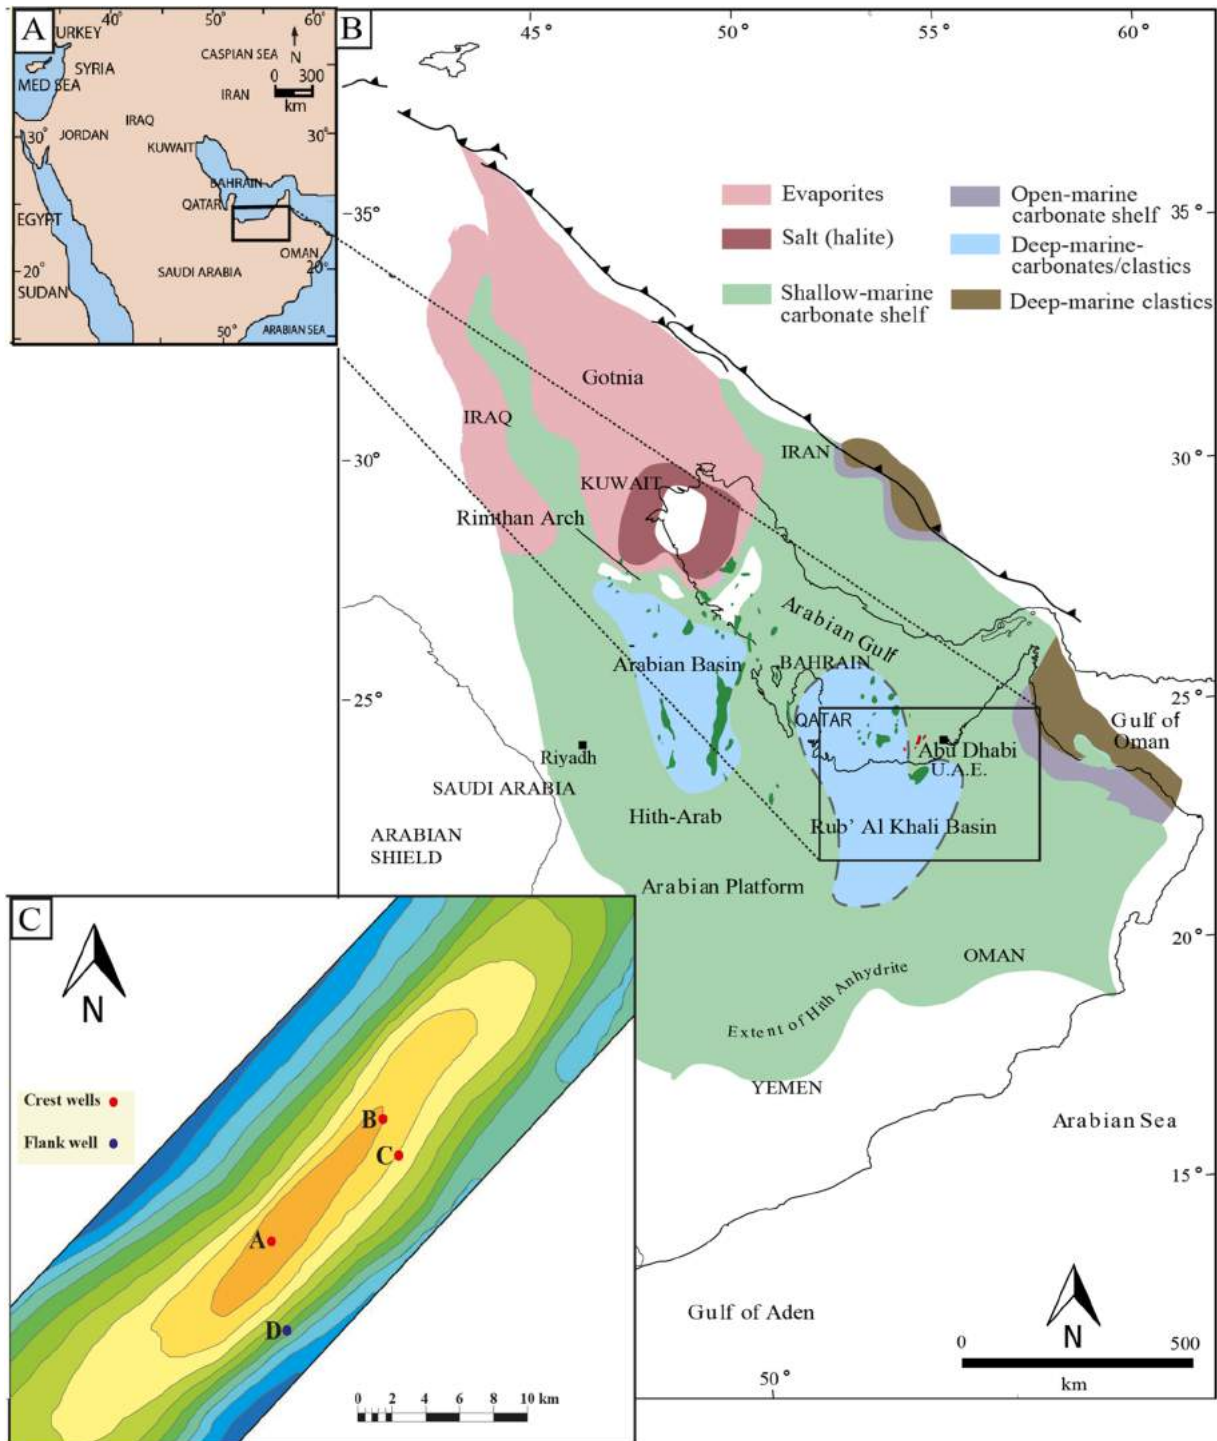 A
40°
50°
60°
TURKEY
CASPIAN SEA
N
SYRIA
MED SEA
0 300
km
IRAN
IRAQ
30°
JORDAN
30°
KUWAIT
BAHRAIN
QATAR
EGYPT
OMAN
20°
SAUDI ARABIA
20°
SUDAN
50°
ARABIAN SEA
B
45°
50°
55°
60°
Evaporites
Salt (halite)
Shallow-marine
carbonate shelf
Open-marine
carbonate shelf
Deep-marine-
carbonates/clastics
Deep-marine clastics
35°
35°
Gotnia
IRAQ
30°
IRAN
30°
KUWAIT
Rimthan Arch
Arabian Gulf
Arabian Basin
BAHRAIN
25°
25°
QATAR
Gulf of
Oman
Riyadh
Abu Dhabi
U.A.E.
SAUDI ARABIA
Hith-Arab
Rub' Al Khali Basin
ARABIAN
SHIELD
Arabian Platform
20°
OMAN
Extent of Hith Anhydrite
YEMEN
Arabian Sea
15°
Gulf of Aden
N
0 500
km
50°
C
N
Crest wells
Flank well
B
C
A
D
0 2 4 6 8 10 km